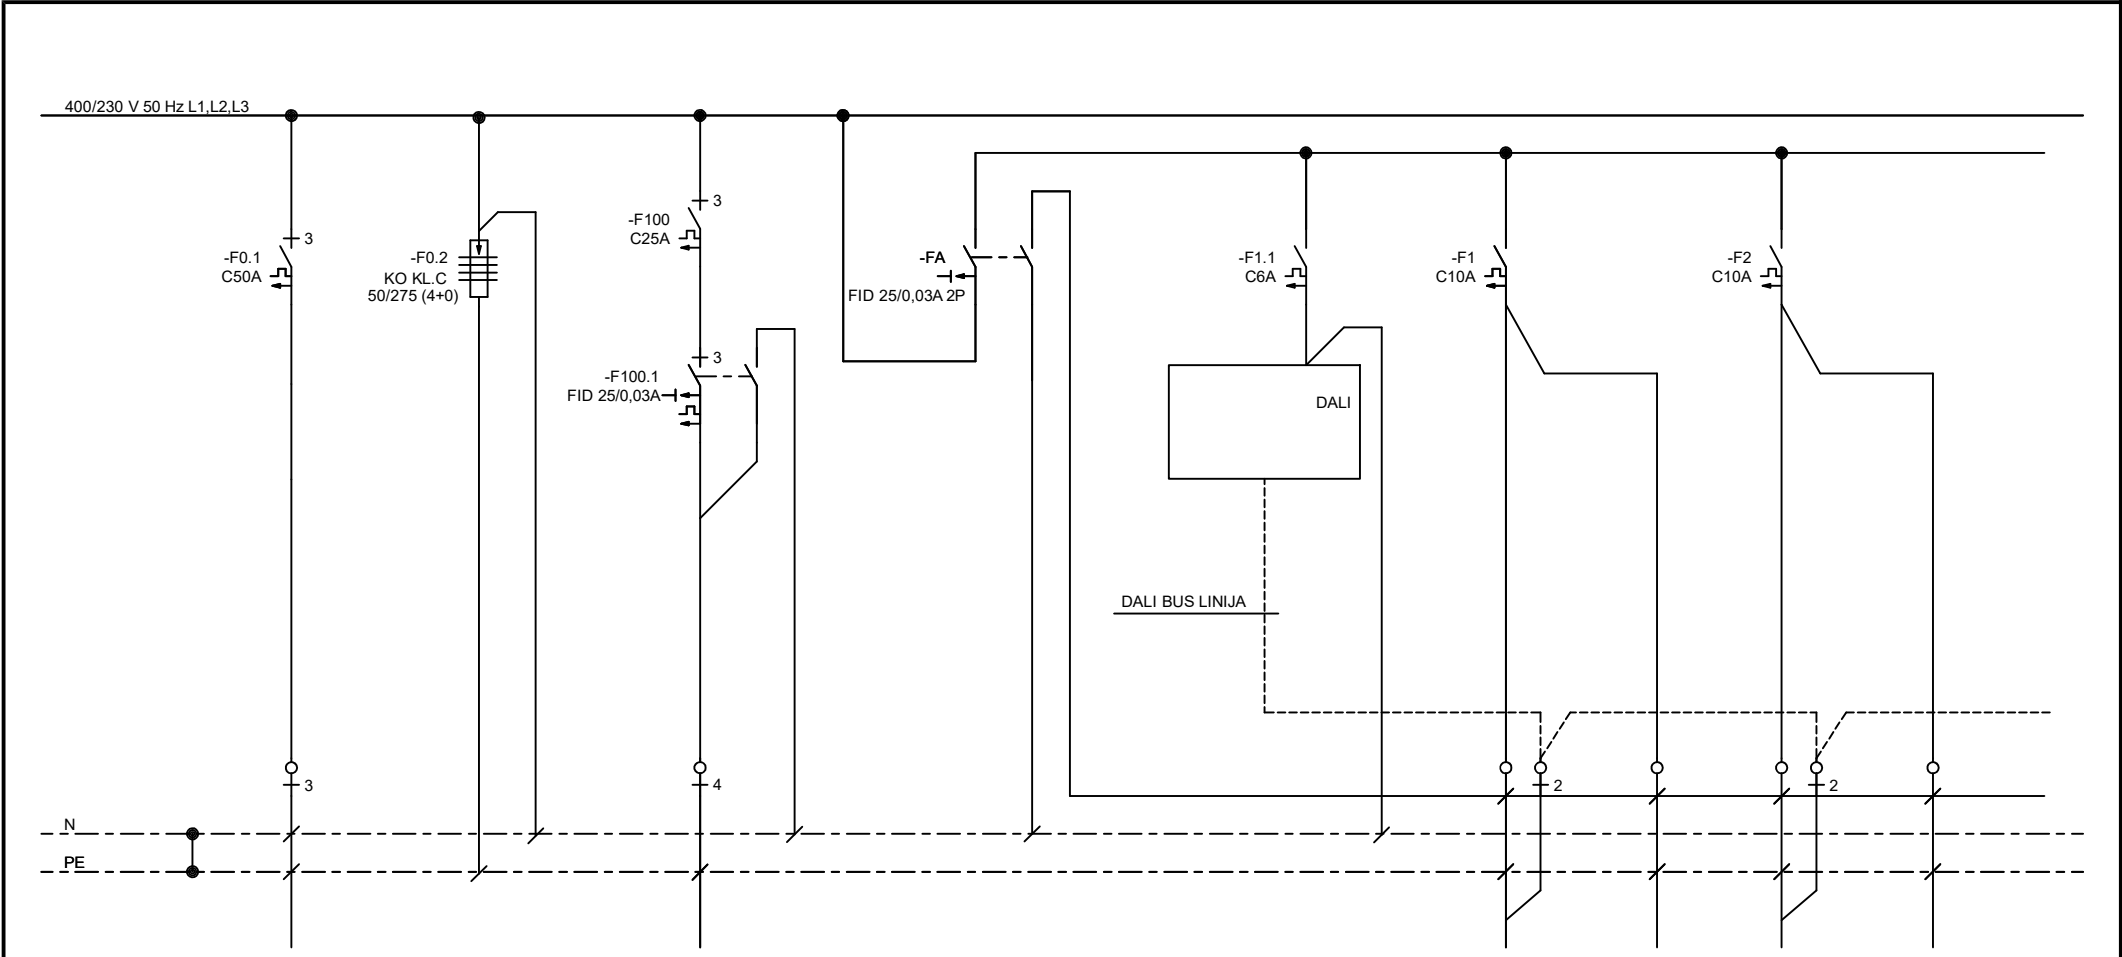 400/230 V 50 Hz L1,L2,L3
3
-F0.1
C50A
-F0.2
KO KL.C
50/275 (4+0)
3
-F100
C25A
3
-F100.1
FID 25/0,03A
-FA
FID 25/0,03A 2P
-F1.1
C6A
-F1
C10A
-F2
C10A
DALI
DALI BUS LINIJA
3
4
2
2
N
PE